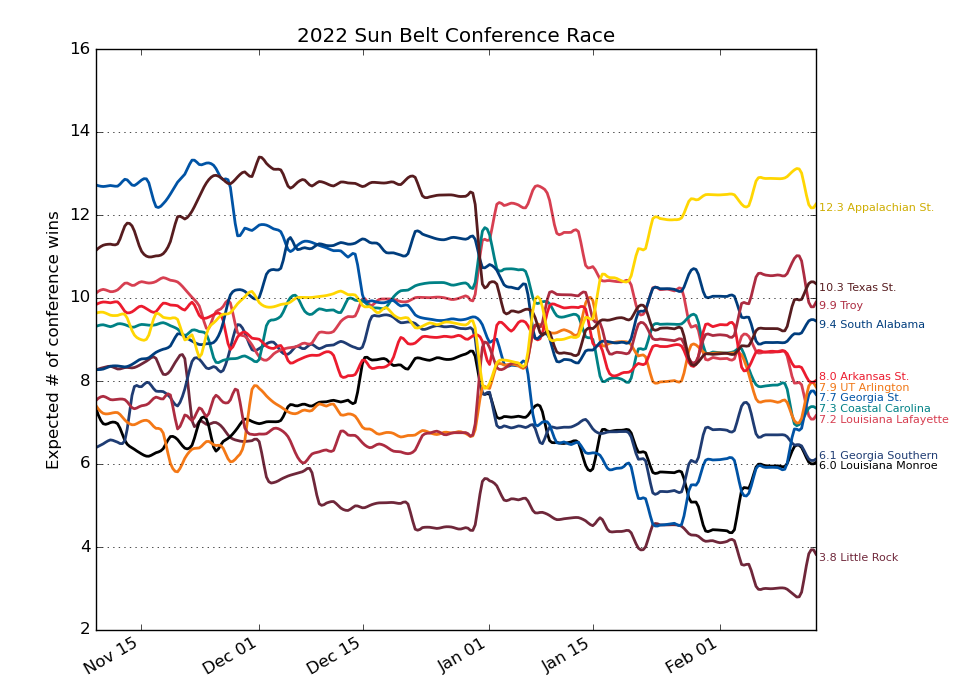 2022 Sun Belt Conference Race
Expected # of conference wins
16
14
12
10
8
6
4
2
Nov 15
Dec 01
Dec 15
Jan 01
Jan 15
Feb 01
12.3 Appalachian St.
10.3 Texas St.
9.9 Troy
9.4 South Alabama
8.0 Arkansas St.
7.9 UT Arlington
7.7 Georgia St.
7.3 Coastal Carolina
7.2 Louisiana Lafayette
6.1 Georgia Southern
6.0 Louisiana Monroe
3.8 Little Rock